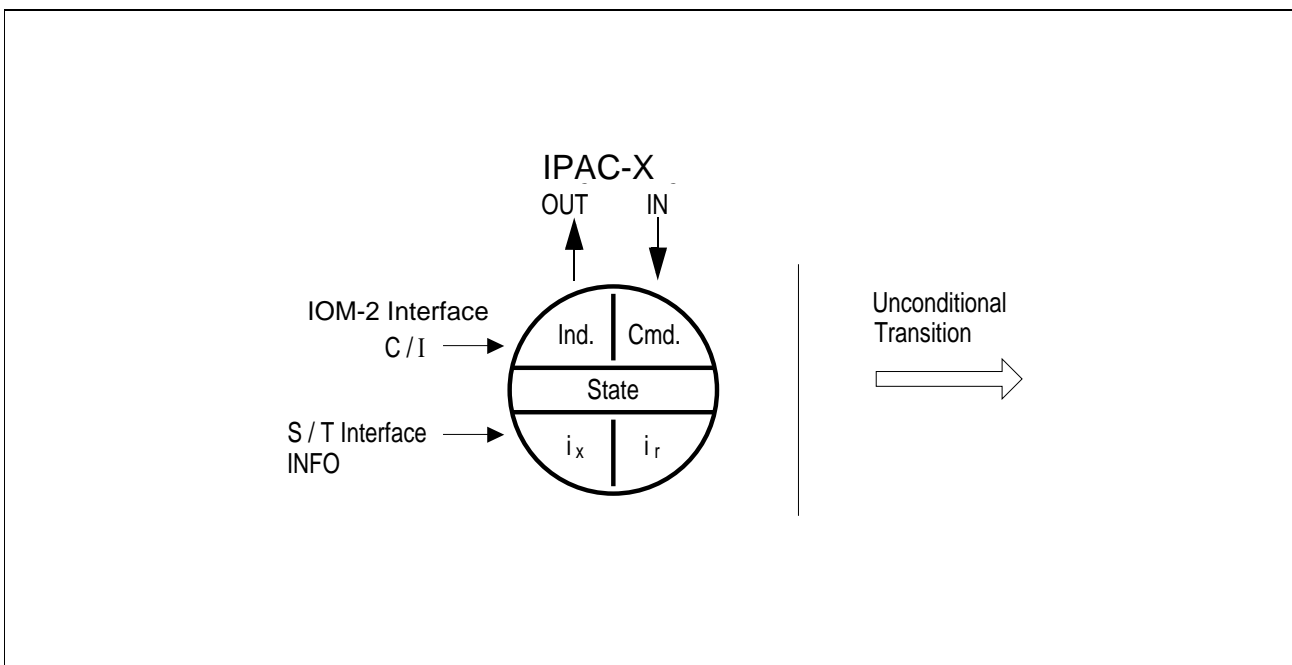 IPAC-X
OUT IN
IOM-2 Interface
C / I
Ind. Cmd.
State
S / T Interface
INFO
i x i r
Unconditional
Transition